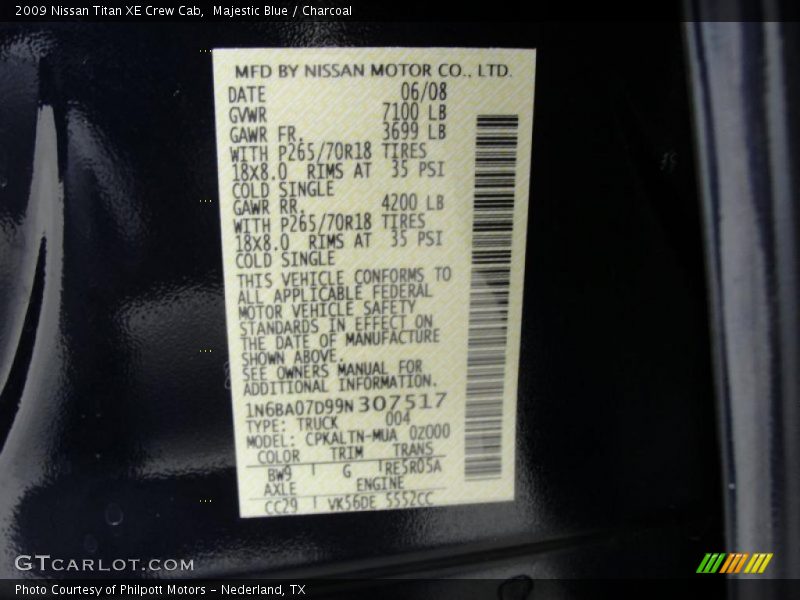 2009 Nissan Titan XE Crew Cab,  Majestic Blue / Charcoal
MFD BY NISSAN MOTOR CO., LTD.
DATE 06/08
GVWR 7100 LB
GAWR FR. 3699 LB
WITH P265/70R18 TIRES
18X8.0 RIMS AT 35 PSI
COLD SINGLE
GAWR RR. 4200 LB
WITH P265/70R18 TIRES
18X8.0 RIMS AT 35 PSI
COLD SINGLE
THIS VEHICLE CONFORMS TO
ALL APPLICABLE FEDERAL
MOTOR VEHICLE SAFETY
STANDARDS IN EFFECT ON
THE DATE OF MANUFACTURE
SHOWN ABOVE.
SEE OWNERS MANUAL FOR
ADDITIONAL INFORMATION.
1N6BA07D99N307517
TYPE: TRUCK 004
MODEL: CPKALTN-MUA 0Z000
COLOR TRIM TRANS
BW9 G RE5R05A
AXLE ENGINE
CC29 VK56DE 5552CC
GTCARLOT.COM
Photo Courtesy of Philpott Motors - Nederland, TX